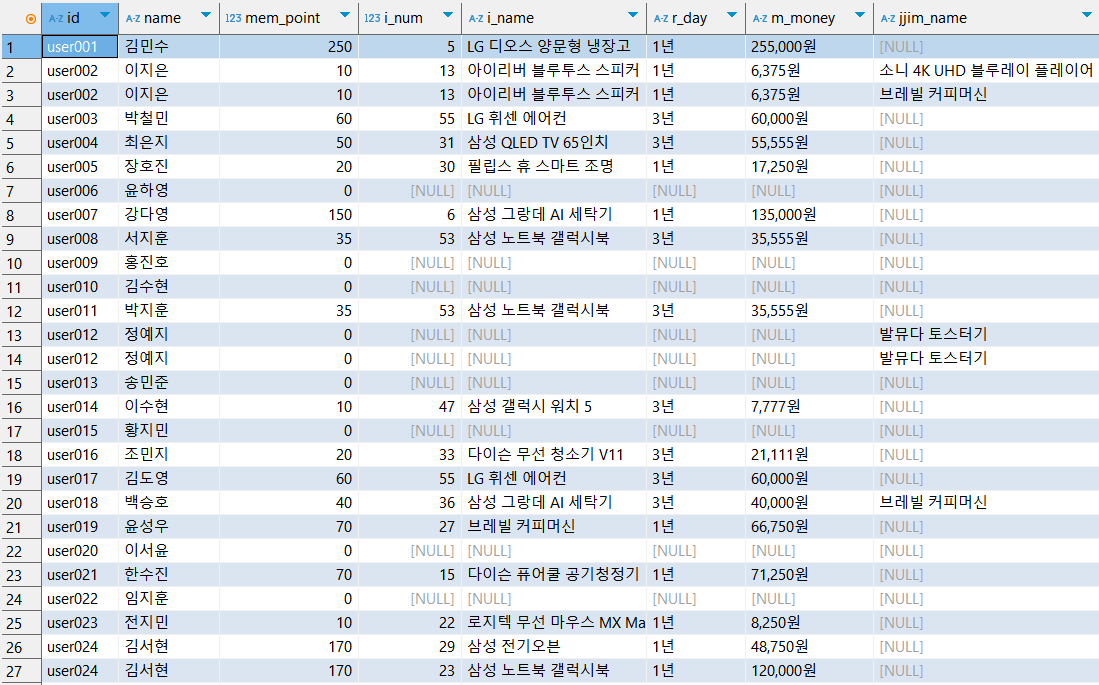 id name mem_point i_num i_name r_day m_money jjim_name
1 user001 김민수 250 5 LG 디오스 양문형 냉장고 1년 255,000원 [NULL]
2 user002 이지은 10 13 아이리버 블루투스 스피커 1년 6,375원 소니 4K UHD 블루레이 플레이어
3 user002 이지은 10 13 아이리버 블루투스 스피커 1년 6,375원 브레빌 커피머신
4 user003 박철민 60 55 LG 휘센 에어컨 3년 60,000원 [NULL]
5 user004 최은지 50 31 삼성 QLED TV 65인치 3년 55,555원 [NULL]
6 user005 장호진 20 30 필립스 휴 스마트 조명 1년 17,250원 [NULL]
7 user006 윤하영 0 [NULL] [NULL] [NULL] [NULL] [NULL]
8 user007 강다영 150 6 삼성 그랑데 AI 세탁기 1년 135,000원 [NULL]
9 user008 서지훈 35 53 삼성 노트북 갤럭시북 3년 35,555원 [NULL]
10 user009 홍진호 0 [NULL] [NULL] [NULL] [NULL] [NULL]
11 user010 김수현 0 [NULL] [NULL] [NULL] [NULL] [NULL]
12 user011 박지훈 35 53 삼성 노트북 갤럭시북 3년 35,555원 [NULL]
13 user012 정예지 0 [NULL] [NULL] [NULL] [NULL] 발뮤다 토스터기
14 user012 정예지 0 [NULL] [NULL] [NULL] [NULL] 발뮤다 토스터기
15 user013 송민준 0 [NULL] [NULL] [NULL] [NULL] [NULL]
16 user014 이수현 10 47 삼성 갤럭시 워치 5 3년 7,777원 [NULL]
17 user015 황지민 0 [NULL] [NULL] [NULL] [NULL] [NULL]
18 user016 조민지 20 33 다이슨 무선 청소기 V11 3년 21,111원 [NULL]
19 user017 김도영 60 55 LG 휘센 에어컨 3년 60,000원 [NULL]
20 user018 백승호 40 36 삼성 그랑데 AI 세탁기 3년 40,000원 브레빌 커피머신
21 user019 윤성우 70 27 브레빌 커피머신 1년 66,750원 [NULL]
22 user020 이서윤 0 [NULL] [NULL] [NULL] [NULL] [NULL]
23 user021 한수진 70 15 다이슨 퓨어쿨 공기청정기 1년 71,250원 [NULL]
24 user022 임지훈 0 [NULL] [NULL] [NULL] [NULL] [NULL]
25 user023 전지민 10 22 로지텍 무선 마우스 MX Ma 1년 8,250원 [NULL]
26 user024 김서현 170 29 삼성 전기오븐 1년 48,750원 [NULL]
27 user024 김서현 170 23 삼성 노트북 갤럭시북 1년 120,000원 [NULL]